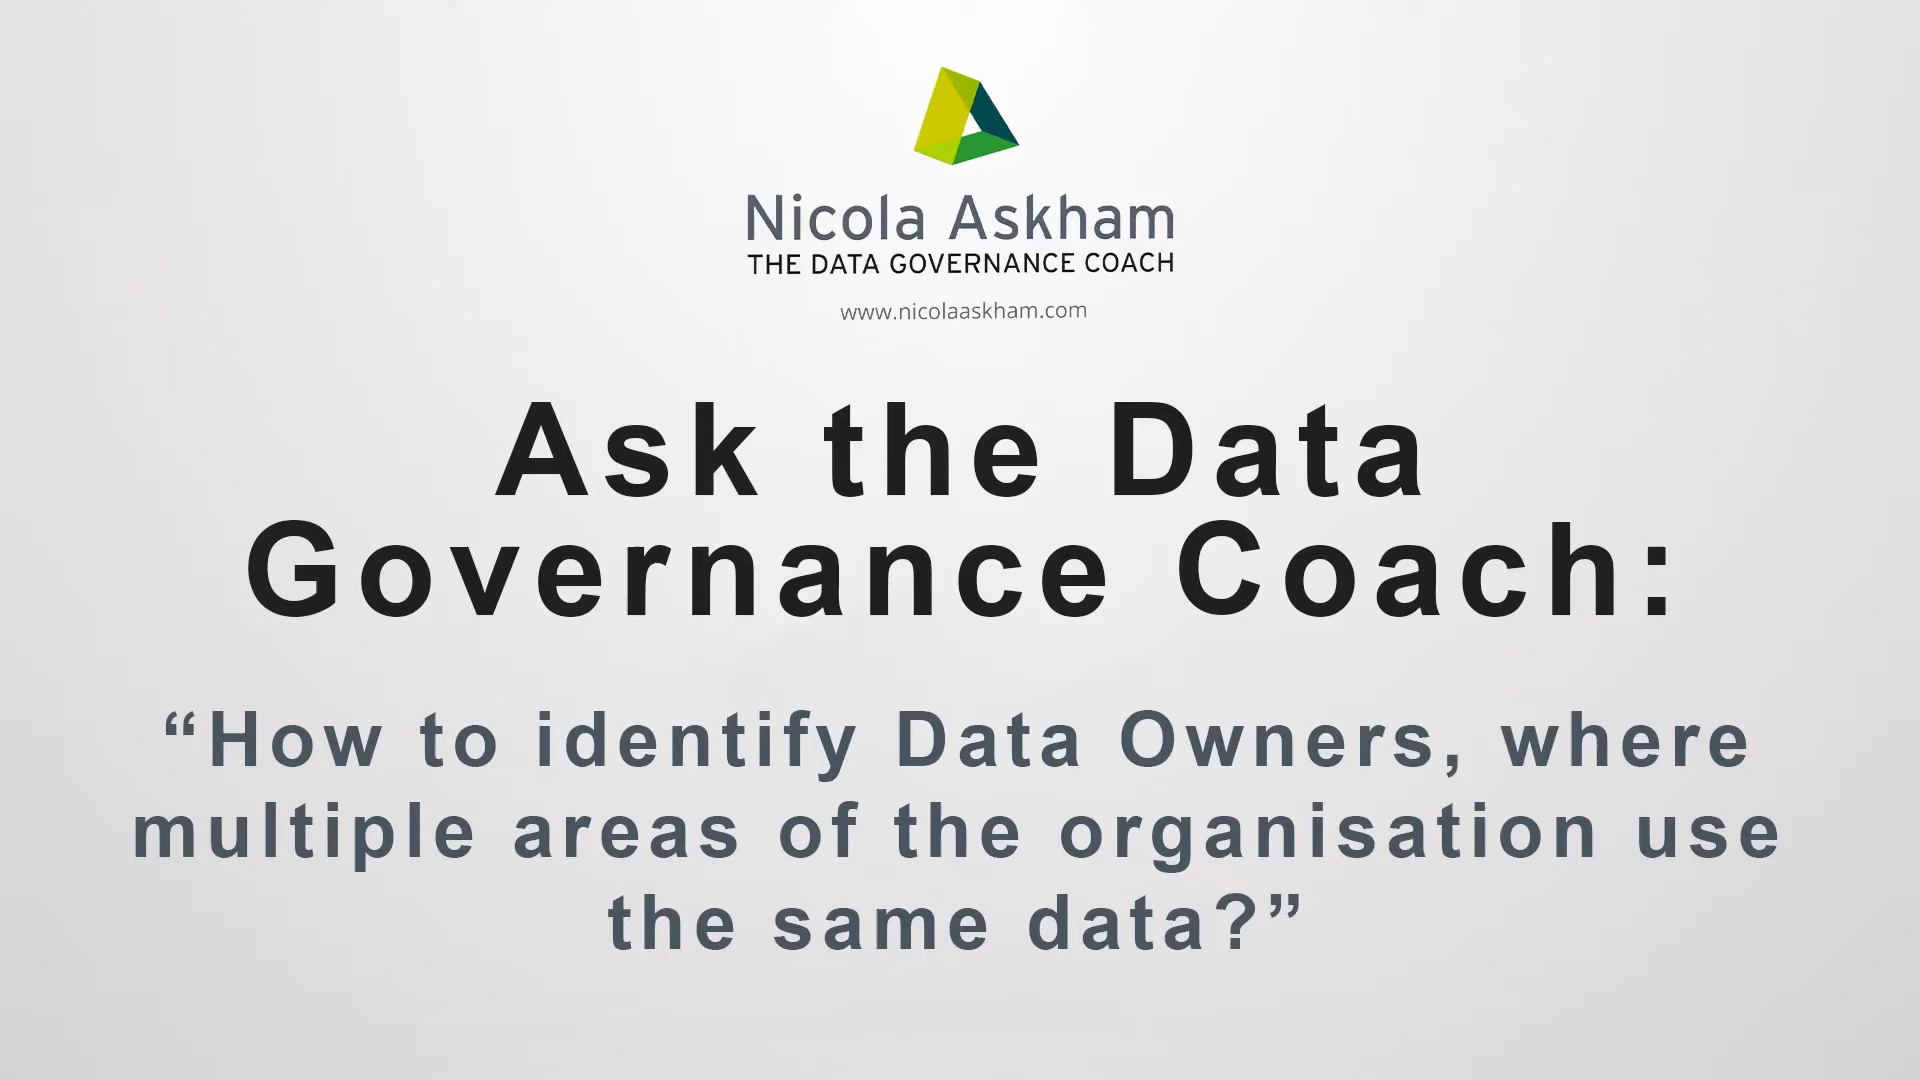 Nicola Askham
THE DATA GOVERNANCE COACH
www.nicolaaskham.com
Ask the Data
Governance Coach:
“How to identify Data Owners, where
multiple areas of the organisation use
the same data?”